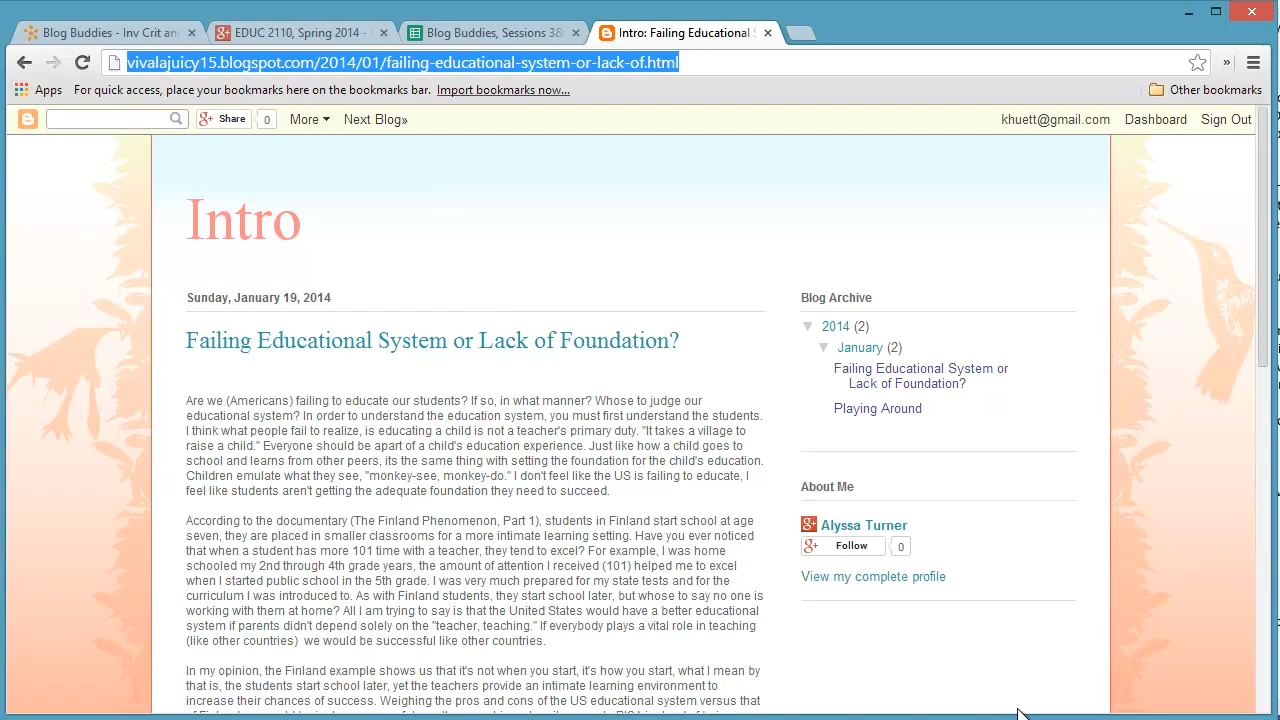 Blog Buddies - Inv Crit an
EDUC 2110, Spring 2014 -
Blog Buddies, Sessions 3&
Intro: Failing Educational
vivalajuicy15.blogspot.com/2014/01/failing-educational-system-or-lack-of.html
Apps
For quick access, place your bookmarks here on the bookmarks bar. Import bookmarks now...
Other bookmarks
Share
0
More
Next Blog»
khuett@gmail.com
Dashboard
Sign Out
Intro
Sunday, January 19, 2014
Failing Educational System or Lack of Foundation?
Are we (Americans) failing to educate our students? If so, in what manner? Whose to judge our
educational system? In order to understand the education system, you must first understand the students.
I think what people fail to realize, is educating a child is not a teacher's primary duty. "It takes a village to
raise a child." Everyone should be apart of a child's education experience. Just like how a child goes to
school and learns from other peers, its the same thing with setting the foundation for the child's education.
Children emulate what they see, "monkey-see, monkey-do." I don't feel like the US is failing to educate, I
feel like students aren't getting the adequate foundation they need to succeed.
According to the documentary (The Finland Phenomenon, Part 1), students in Finland start school at age
seven, they are placed in smaller classrooms for a more intimate learning setting. Have you ever noticed
that when a student has more 101 time with a teacher, they tend to excel? For example, I was home
schooled my 2nd through 4th grade years, the amount of attention I received (101) helped me to excel
when I started public school in the 5th grade. I was very much prepared for my state tests and for the
curriculum I was introduced to. As with Finland students, they start school later, but whose to say no one is
working with them at home? All I am trying to say is that the United States would have a better educational
system if parents didn't depend solely on the "teacher, teaching." If everybody plays a vital role in teaching
(like other countries)  we would be successful like other countries.
In my opinion, the Finland example shows us that it's not when you start, it's how you start, what I mean by
that is, the students start school later, yet the teachers provide an intimate learning environment to
increase their chances of success. Weighing the pros and cons of the US educational system versus that
Blog Archive
2014 (2)
January (2)
Failing Educational System or
Lack of Foundation?
Playing Around
About Me
Alyssa Turner
Follow
0
View my complete profile